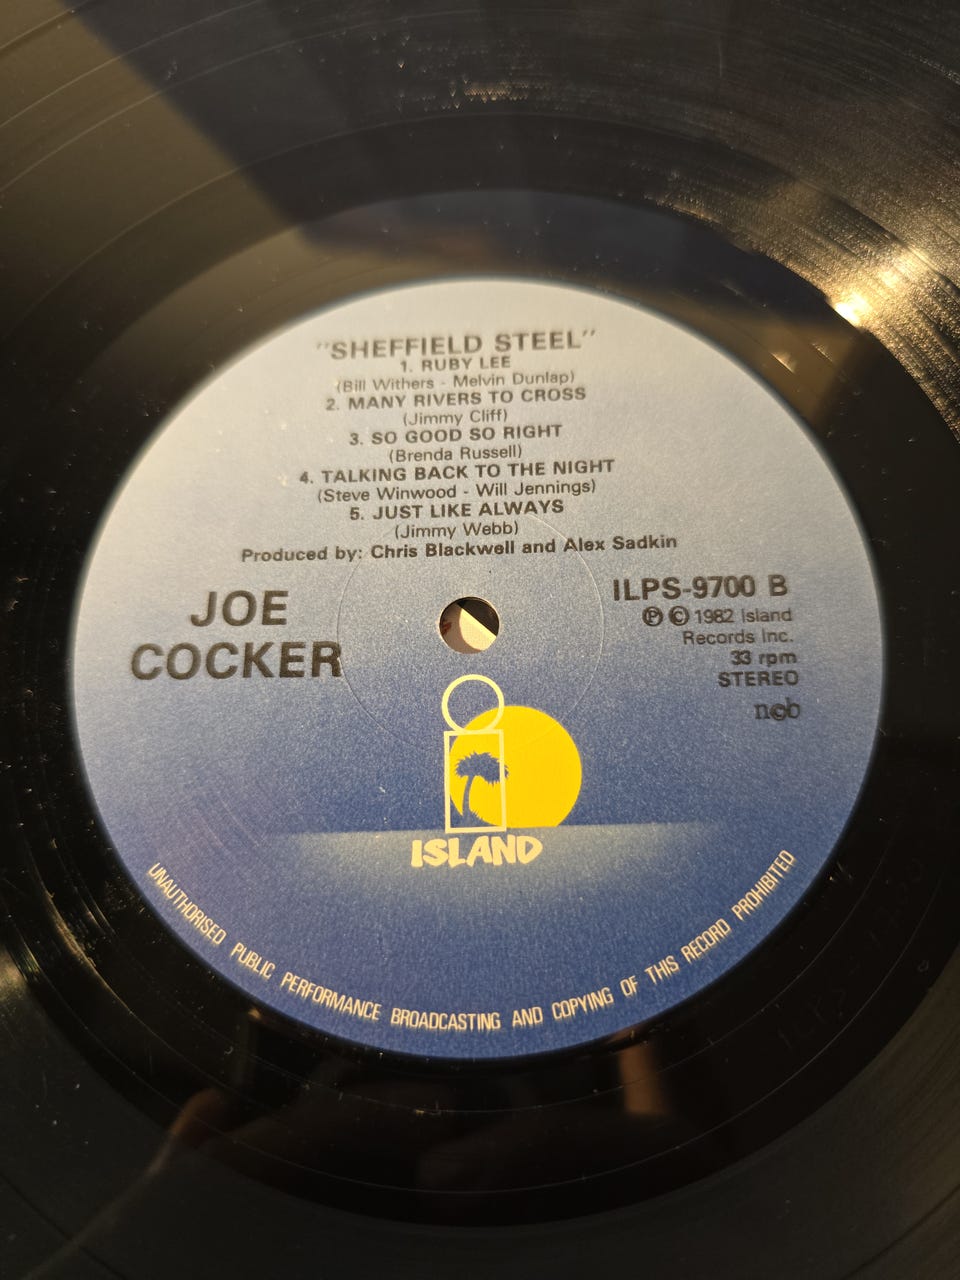 "SHEFFIELD STEEL"
1. RUBY LEE
(Bill Withers - Melvin Dunlap)
2. MANY RIVERS TO CROSS
(Jimmy Cliff)
3. SO GOOD SO RIGHT
(Brenda Russell)
4. TALKING BACK TO THE NIGHT
(Steve Winwood - Will Jennings)
5. JUST LIKE ALWAYS
(Jimmy Webb)
Produced by: Chris Blackwell and Alex Sadkin
JOE
COCKER
ILPS-9700 B
Ⓟ © 1982 Island
Records Inc.
33 rpm
STEREO
ncb
ISLAND
UNAUTHORISED PUBLIC PERFORMANCE BROADCASTING AND COPYING OF THIS RECORD PROHIBITED